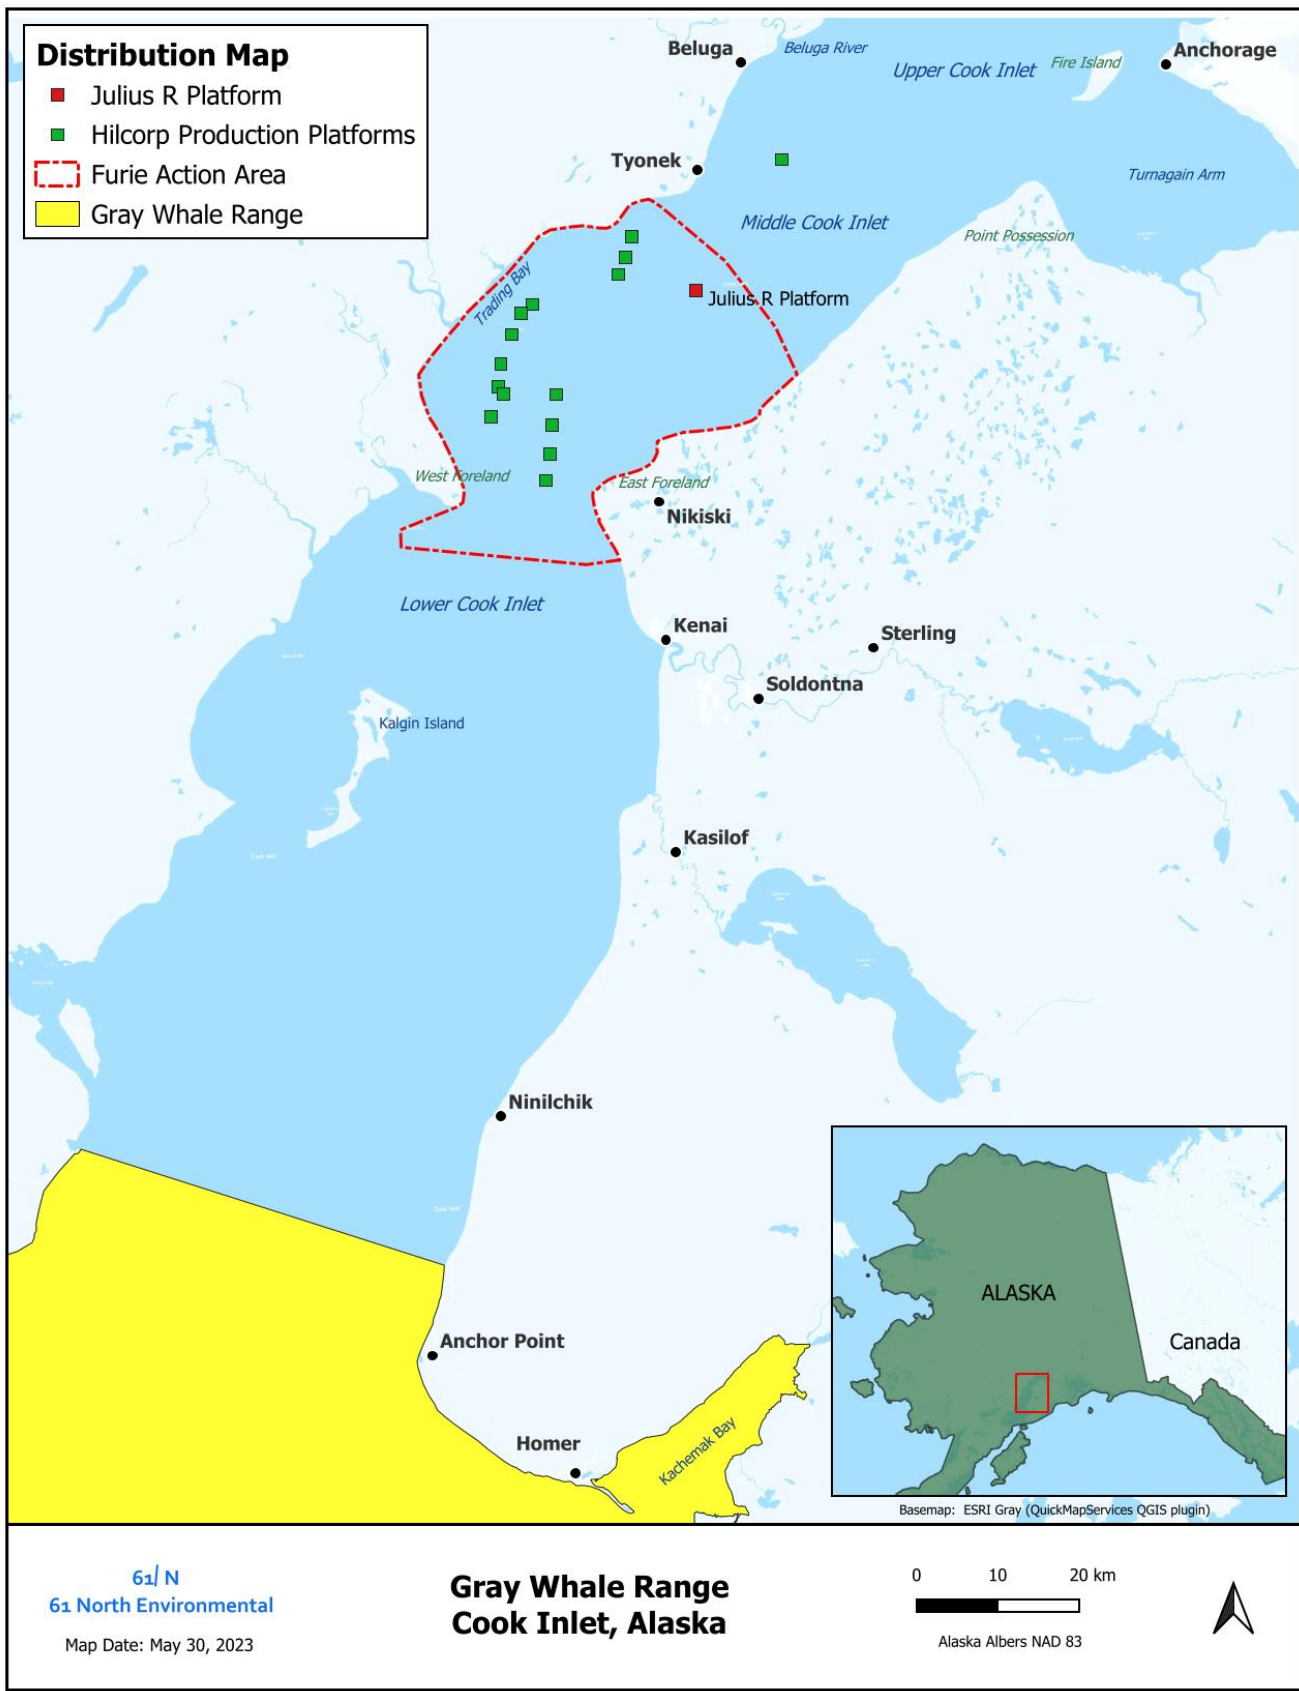 Distribution Map
Julius R Platform
Hilcorp Production Platforms
Furie Action Area
Gray Whale Range
Beluga
Beluga River
Upper Cook Inlet
Fire Island
Anchorage
Tyonek
Turnagain Arm
Middle Cook Inlet
Point Possession
Trading Bay
Julius R Platform
West Foreland
East Foreland
Nikiski
Lower Cook Inlet
Kenai
Sterling
Soldontna
Kalgin Island
Kasilof
Ninilchik
Anchor Point
Homer
Kachemak Bay
ALASKA
Canada
Basemap: ESRI Gray (QuickMapServices QGIS plugin)
61/ N
61 North Environmental
Map Date: May 30, 2023
Gray Whale Range
Cook Inlet, Alaska
0 10 20 km
Alaska Albers NAD 83